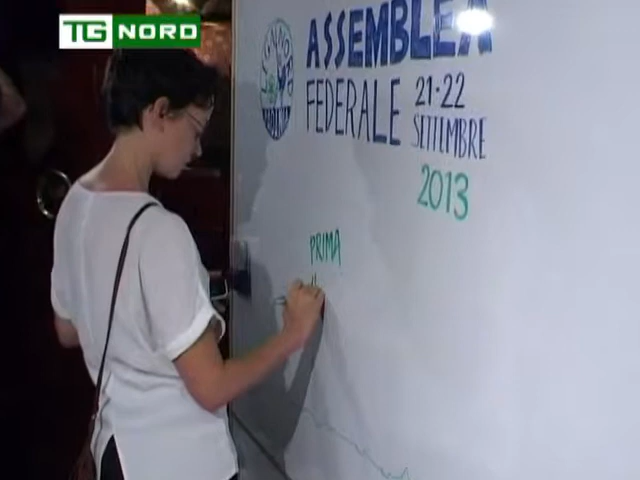 TG NORD
ASSEMBLEA
FEDERALE 21-22
SETTEMBRE
2013
PRIMA